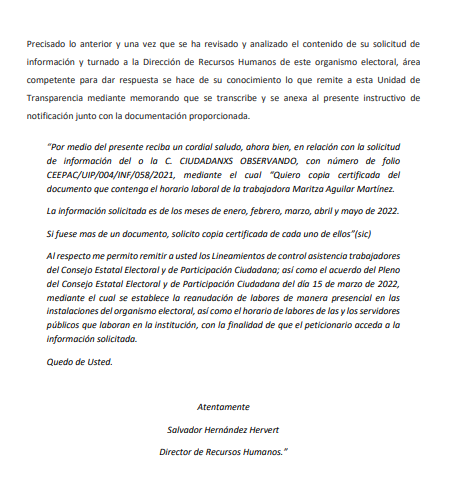 Precisado lo anterior y una vez que se ha revisado y analizado el contenido de su solicitud de
información y turnado a la Dirección de Recursos Humanos de este organismo electoral, área
competente para dar respuesta se hace de su conocimiento lo que remite a esta Unidad de
Transparencia mediante memorando que se transcribe y se anexa al presente instructivo de
notificación junto con la documentación proporcionada.
“Por medio del presente reciba un cordial saludo, ahora bien, en relación con la solicitud
de información del o la C. CIUDADANXS OBSERVANDO, con número de folio
CEEPAC/UIP/004/INF/058/2021, mediante el cual “Quiero copia certificada del
documento que contenga el horario laboral de la trabajadora Maritza Aguilar Martínez.
La información solicitada es de los meses de enero, febrero, marzo, abril y mayo de 2022.
Si fuese mas de un documento, solicito copia certificada de cada uno de ellos”(sic)
Al respecto me permito remitir a usted los Lineamientos de control asistencia trabajadores
del Consejo Estatal Electoral y de Participación Ciudadana; así como el acuerdo del Pleno
del Consejo Estatal Electoral y de Participación Ciudadana del día 15 de marzo de 2022,
mediante el cual se establece la reanudación de labores de manera presencial en las
instalaciones del organismo electoral, así como el horario de labores de las y los servidores
públicos que laboran en la institución, con la finalidad de que el peticionario acceda a la
información solicitada.
Quedo de Usted.
Atentamente
Salvador Hernández Hervert
Director de Recursos Humanos.”